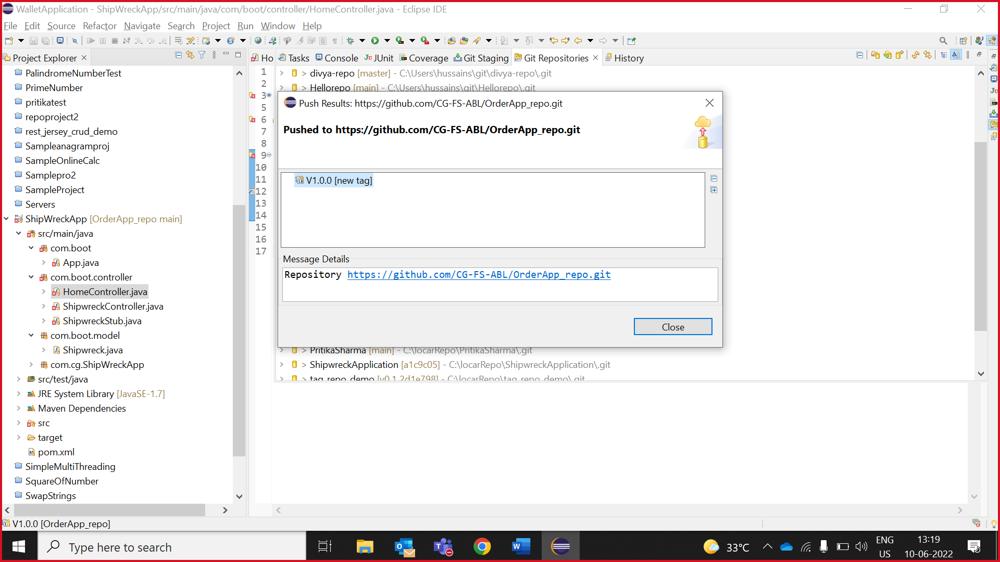 WalletApplication - ShipWreckApp/src/main/java/com/boot/controller/HomeController.java - Eclipse IDE
File Edit Source Refactor Navigate Search Project Run Window Help
Project Explorer
PalindromeNumberTest
PrimeNumber
pritikatest
repoproject2
rest_jersey_crud_demo
Sampleanagramproj
SampleOnlineCalc
Samplepro2
SampleProject
Servers
ShipWreckApp [OrderApp_repo main]
src/main/java
com.boot
App.java
com.boot.controller
HomeController.java
ShipwreckController.java
ShipwreckStub.java
com.boot.model
Shipwreck.java
com.cg.ShipWreckApp
src/test/java
JRE System Library [JavaSE-1.7]
Maven Dependencies
src
target
pom.xml
SimpleMultiThreading
SquareOfNumber
SwapStrings
Ho Tasks Console JUnit Coverage Git Staging Git Repositories History
1
2
3
5
6
7
8
9
10
11
12
13
14
15
16
17
> divya-repo [master] - C:\Users\hussains\git\divya-repo\.git
> Hellorepo [main] - C:\Users\hussains\git\Hellorepo\.git
Push Results: https://github.com/CG-FS-ABL/OrderApp_repo.git
Pushed to https://github.com/CG-FS-ABL/OrderApp_repo.git
V1.0.0 [new tag]
Message Details
Repository https://github.com/CG-FS-ABL/OrderApp_repo.git
Close
> PritikaSharma [main] - C:\locarRepo\PritikaSharma\.git
> ShipwreckApplication [a1c9c05] - C:\locarRepo\ShipwreckApplication\.git
> tag_repo_demo [v0.1 2d1e798] - C:\locarRepo\tag_repo_demo\.git
V1.0.0 [OrderApp_repo]
Type here to search
33°C
ENG
US
13:19
10-06-2022